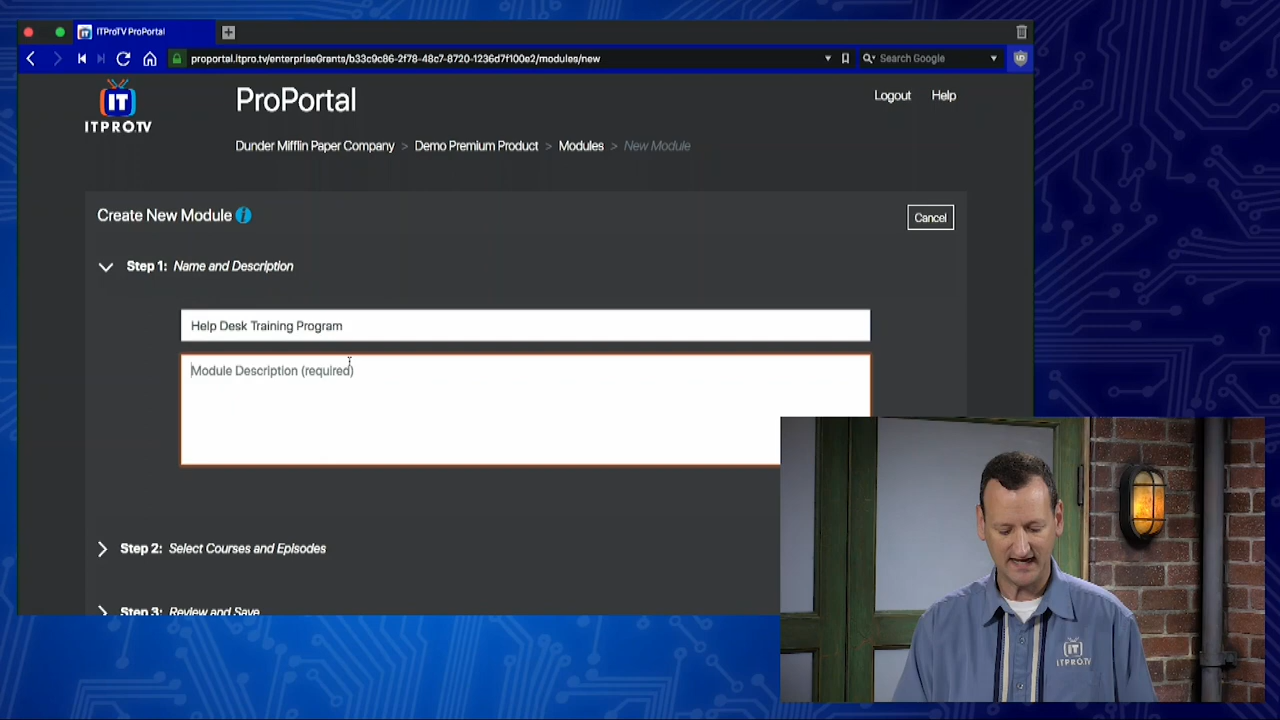 ITProTV ProPortal
proportal.itpro.tv/enterpriseGrants/b33c9c86-2f78-48c7-8720-1236d7f100e2/modules/new
Search Google
IT
ITPRO.TV
ProPortal
Logout
Help
Dunder Mifflin Paper Company > Demo Premium Product > Modules > New Module
Create New Module
Cancel
Step 1: Name and Description
Help Desk Training Program
Module Description (required)
Step 2: Select Courses and Episodes
Step 3: Review and Save
IT
ITPRO.TV